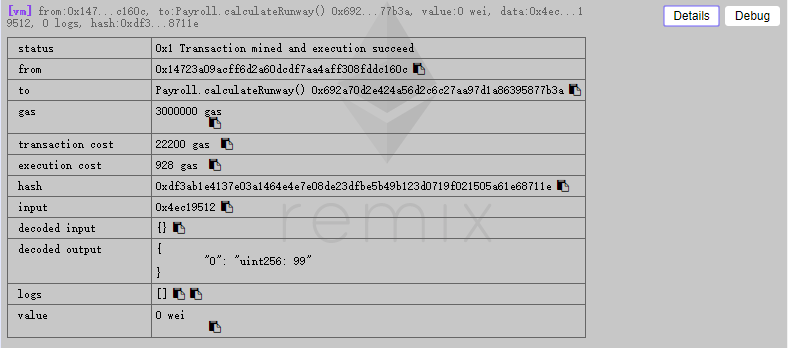 [vm] from:0x147...c160c, to:Payroll.calculateRunway() 0x692...77b3a, value:0 wei, data:0x4ec...1
9512, 0 logs, hash:0xdf3...8711e
Details Debug
status 0x1 Transaction mined and execution succeed
from 0x14723a09acff6d2a60dcdf7aa4aff308fddc160c
to Payroll.calculateRunway() 0x692a70d2e424a56d2c6c27aa97d1a86395877b3a
gas 3000000 gas
transaction cost 22200 gas
execution cost 928 gas
hash 0xdf3ab1e4137e03a1464e4e7e08de23dfbe5b49b123d0719f021505a61e68711e
input 0x4ec19512
remix
decoded input {}
decoded output {
"0": "uint256: 99"
}
logs []
value 0 wei